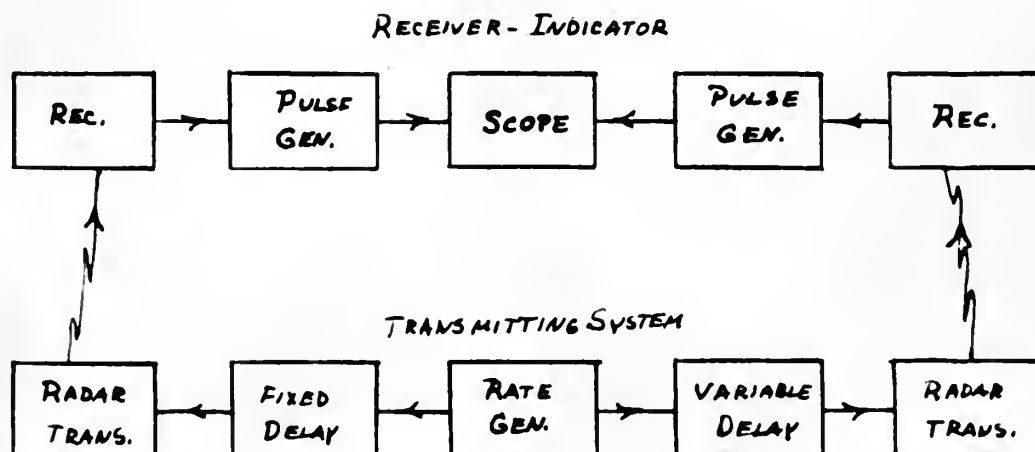 RECEIVER - INDICATOR
REC.
PULSE
GEN.
SCOPE
PULSE
GEN.
REC.
TRANSMITTING SYSTEM
RADAR
TRANS.
FIXED
DELAY
RATE
GEN.
VARIABLE
DELAY
RADAR
TRANS.